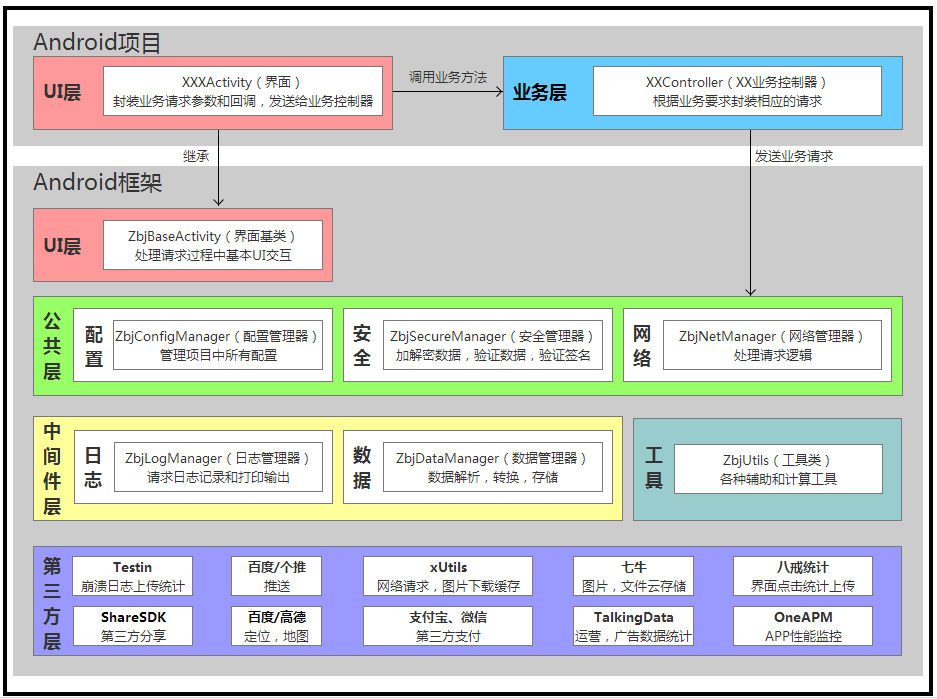 Android项目
UI层
XXXActivity（界面）
封装业务请求参数和回调，发送给业务控制器
调用业务方法
业务层
XXController（XX业务控制器）
根据业务要求封装相应的请求
继承
发送业务请求
Android框架
UI层
ZbjBaseActivity（界面基类）
处理请求过程中基本UI交互
公共层
配置
ZbjConfigManager（配置管理器）
管理项目中所有配置
安全
ZbjSecureManager（安全管理器）
加解密数据，验证数据，验证签名
网络
ZbjNetManager（网络管理器）
处理请求逻辑
中间件层
日志
ZbjLogManager（日志管理器）
请求日志记录和打印输出
数据
ZbjDataManager（数据管理器）
数据解析，转换，存储
工具
ZbjUtils（工具类）
各种辅助和计算工具
第三方层
Testin
崩溃日志上传统计
百度/个推
推送
xUtils
网络请求，图片下载缓存
七牛
图片，文件云存储
八戒统计
界面点击统计上传
ShareSDK
第三方分享
百度/高德
定位，地图
支付宝、微信
第三方支付
TalkingData
运营，广告数据统计
OneAPM
APP性能监控